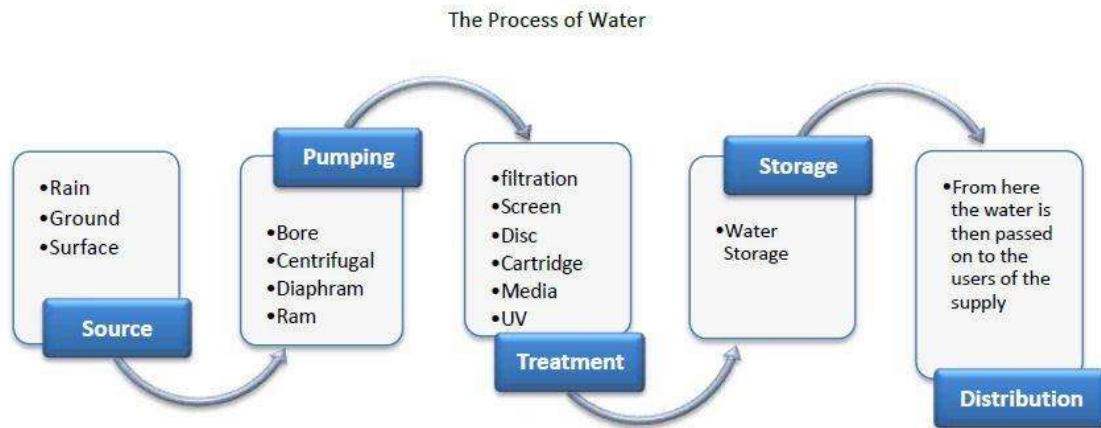 The Process of Water
•Rain
•Ground
•Surface
Source
Pumping
•Bore
•Centrifugal
•Diaphram
•Ram
•filtration
•Screen
•Disc
•Cartridge
•Media
•UV
Treatment
Storage
•Water
Storage
•From here
the water is
then passed
on to the
users of the
supply
Distribution